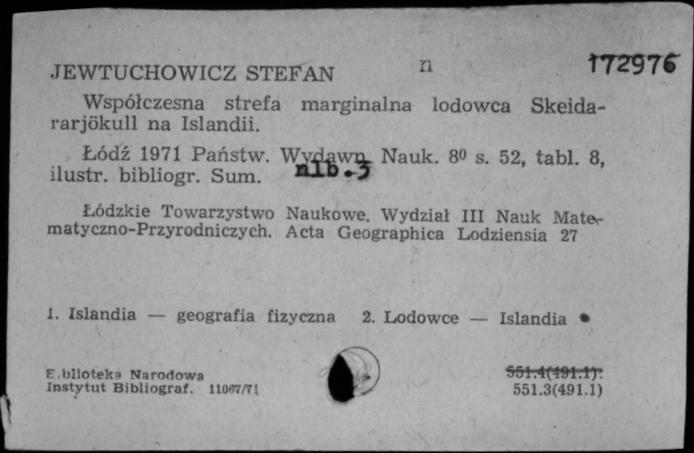 JEWTUCHOWICZ STEFAN n 172976
Współczesna strefa marginalna lodowca Skeida-
rarjökull na Islandii.
Łódź 1971 Państw. Wydawn. Nauk. 8⁰ s. 52, tabl. 8,
nlb. 3
ilustr. bibliogr. Sum.
Łódzkie Towarzystwo Naukowe. Wydział III Nauk Mate-
matyczno-Przyrodniczych. Acta Geographica Lodziensia 27
1. Islandia — geografia fizyczna 2. Lodowce — Islandia
Biblioteka Narodowa 551.4(491.1):
Instytut Bibliograf. 11067/71 551.3(491.1)